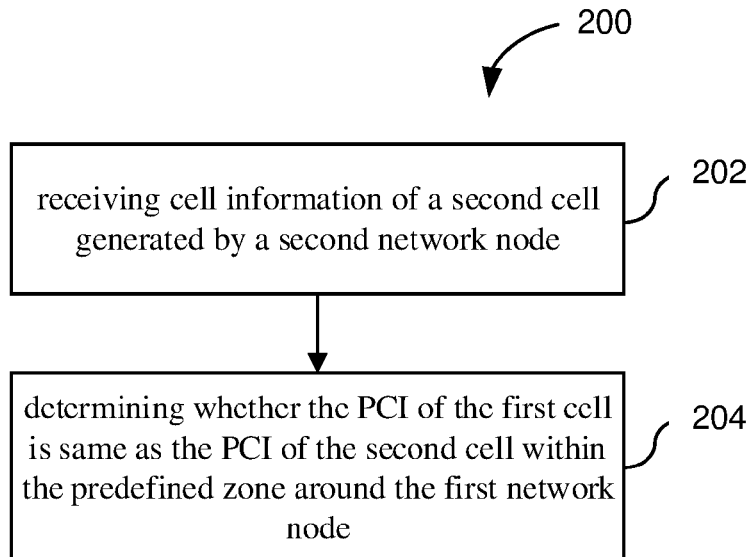 200
receiving cell information of a second cell
generated by a second network node
202
determining whether the PCI of the first cell
is same as the PCI of the second cell within
the predefined zone around the first network
node
204